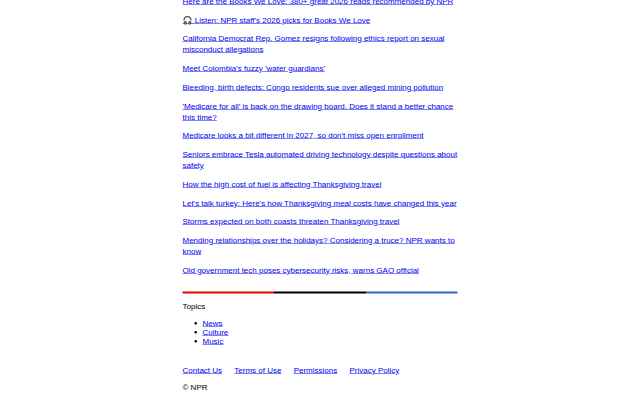 Here are the Books We Love: 380+ great 2026 reads recommended by NPR
🎧 Listen: NPR staff's 2026 picks for Books We Love
California Democrat Rep. Gomez resigns following ethics report on sexual
misconduct allegations
Meet Colombia's fuzzy 'water guardians'
Bleeding, birth defects: Congo residents sue over alleged mining pollution
'Medicare for all' is back on the drawing board. Does it stand a better chance
this time?
Medicare looks a bit different in 2027, so don't miss open enrollment
Seniors embrace Tesla automated driving technology despite questions about
safety
How the high cost of fuel is affecting Thanksgiving travel
Let's talk turkey: Here's how Thanksgiving meal costs have changed this year
Storms expected on both coasts threaten Thanksgiving travel
Mending relationships over the holidays? Considering a truce? NPR wants to
know
Old government tech poses cybersecurity risks, warns GAO official
Topics
News
Culture
Music
Contact Us Terms of Use Permissions Privacy Policy
© NPR